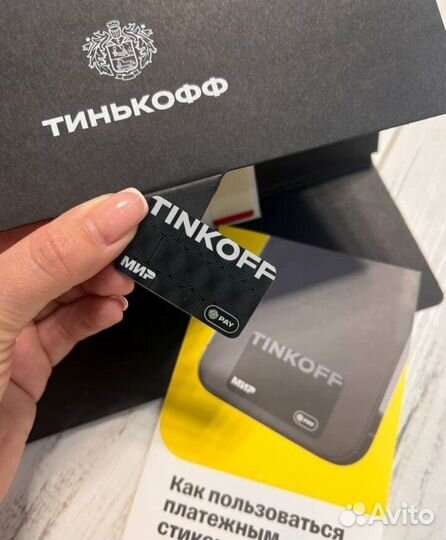 ТИНЬКОФФ
TINKOFF
МИР
PAY
TINKOFF
МИР
PAY
Как пользоваться
платежным
Avito